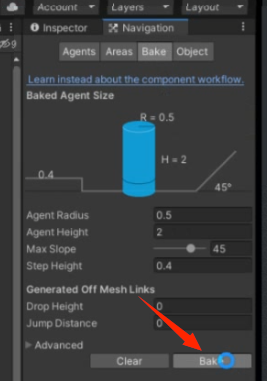 Account Layers Layout
Inspector Navigation
Agents Areas Bake Object
Learn instead about the component workflow.
Baked Agent Size
R = 0.5
H = 2
0.4
45°
Agent Radius 0.5
Agent Height 2
Max Slope 45
Step Height 0.4
Generated Off Mesh Links
Drop Height 0
Jump Distance 0
Advanced
Clear